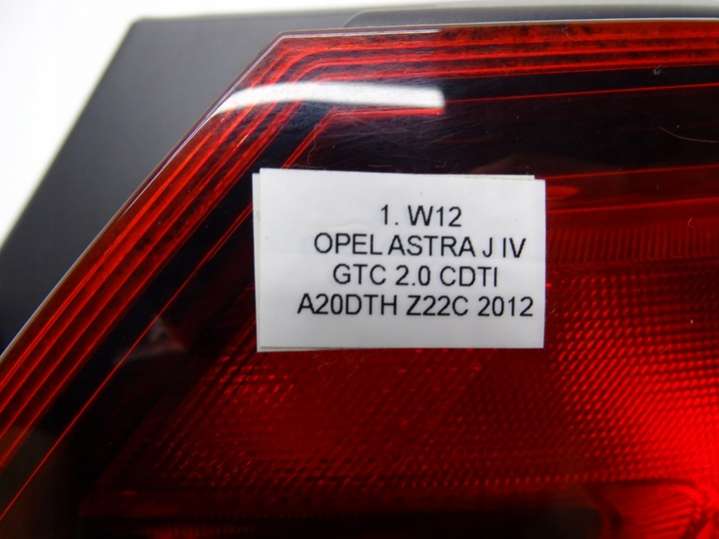 1. W12
OPEL ASTRA J IV
GTC 2.0 CDTI
A20DTH Z22C 2012